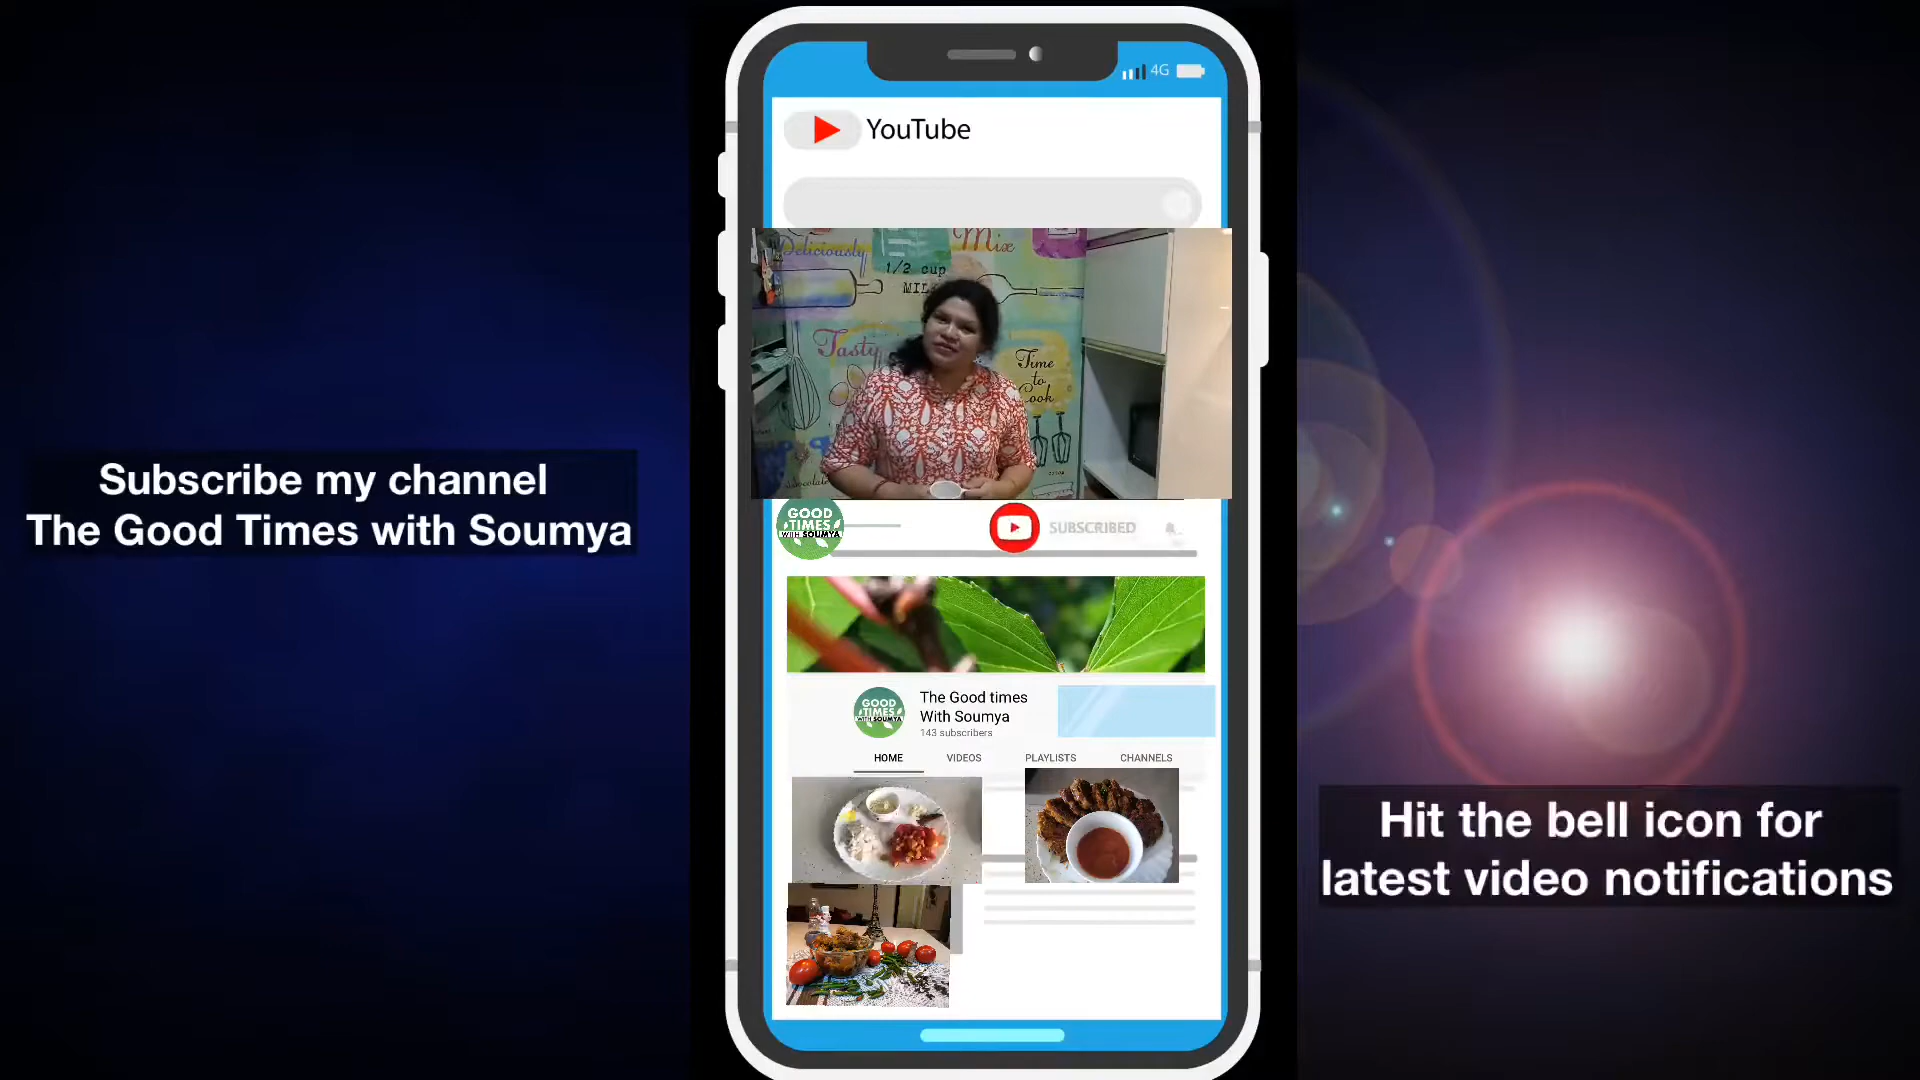 4G
YouTube
Deliciously
Mix
1/2 cup
Tasty
Time
to
Cook
Subscribe my channel
The Good Times with Soumya
GOOD
TIMES
WITH SOUMYA
SUBSCRIBED
The Good times
With Soumya
143 subscribers
GOOD
TIMES
WITH SOUMYA
HOME VIDEOS PLAYLISTS CHANNELS
Hit the bell icon for
latest video notifications